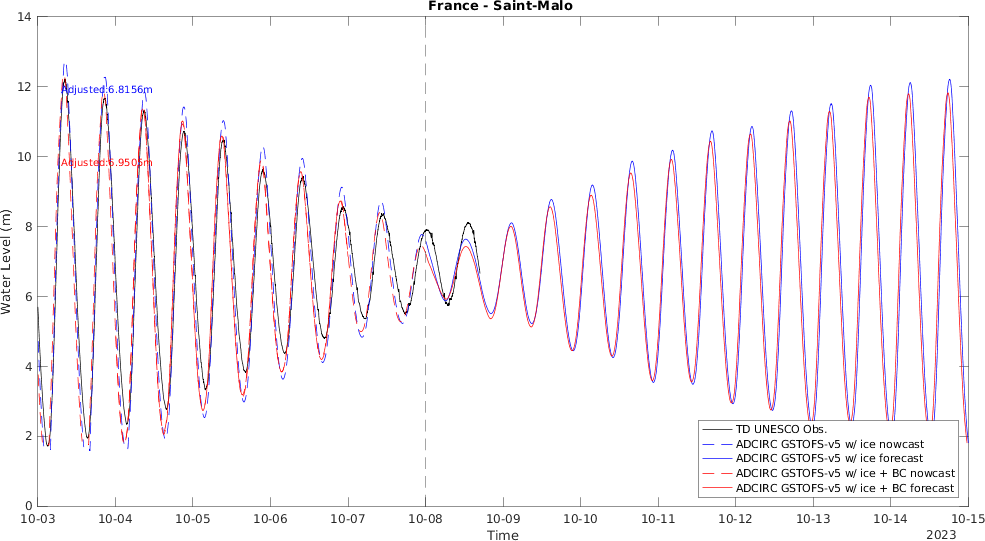 France - Saint-Malo
14
12
10
8
6
4
2
0
Water Level (m)
Adjusted:6.8156m
Adjusted:6.9505m
TD UNESCO Obs.
ADCIRC GSTOFS-v5 w/ ice nowcast
ADCIRC GSTOFS-v5 w/ ice forecast
ADCIRC GSTOFS-v5 w/ ice + BC nowcast
ADCIRC GSTOFS-v5 w/ ice + BC forecast
10-03 10-04 10-05 10-06 10-07 10-08 10-09 10-10 10-11 10-12 10-13 10-14 10-15
Time
2023